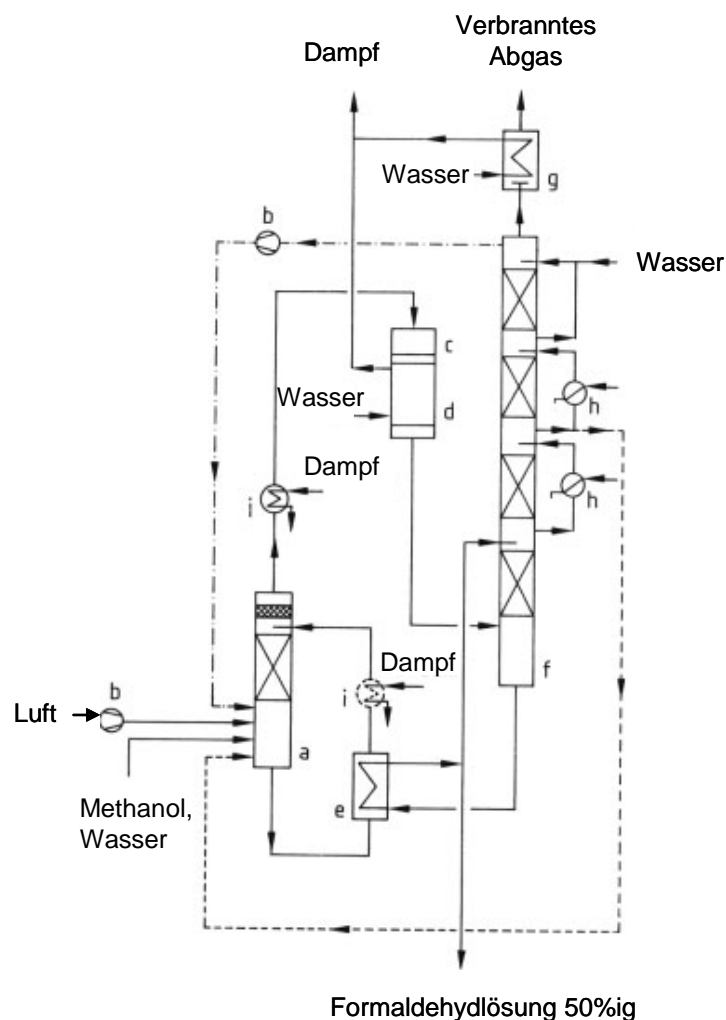 Verbranntes
Abgas
Dampf
Wasser
g
b
Wasser
c
Wasser
d
h
Dampf
i
h
Dampf
f
b
Luft
i
a
Methanol,
Wasser
e
Formaldehydlösung 50%ig